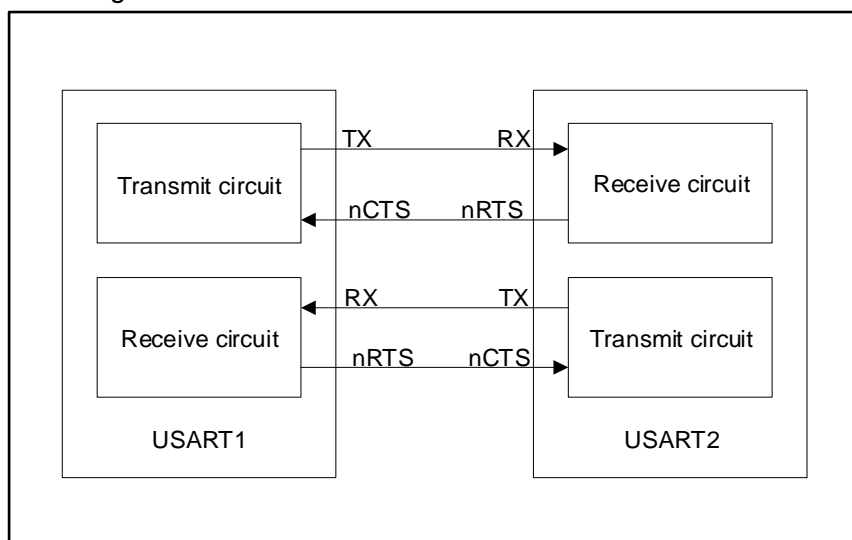 TX RX
Transmit circuit
Receive circuit
nCTS nRTS
RX TX
Receive circuit
Transmit circuit
nRTS nCTS
USART1
USART2